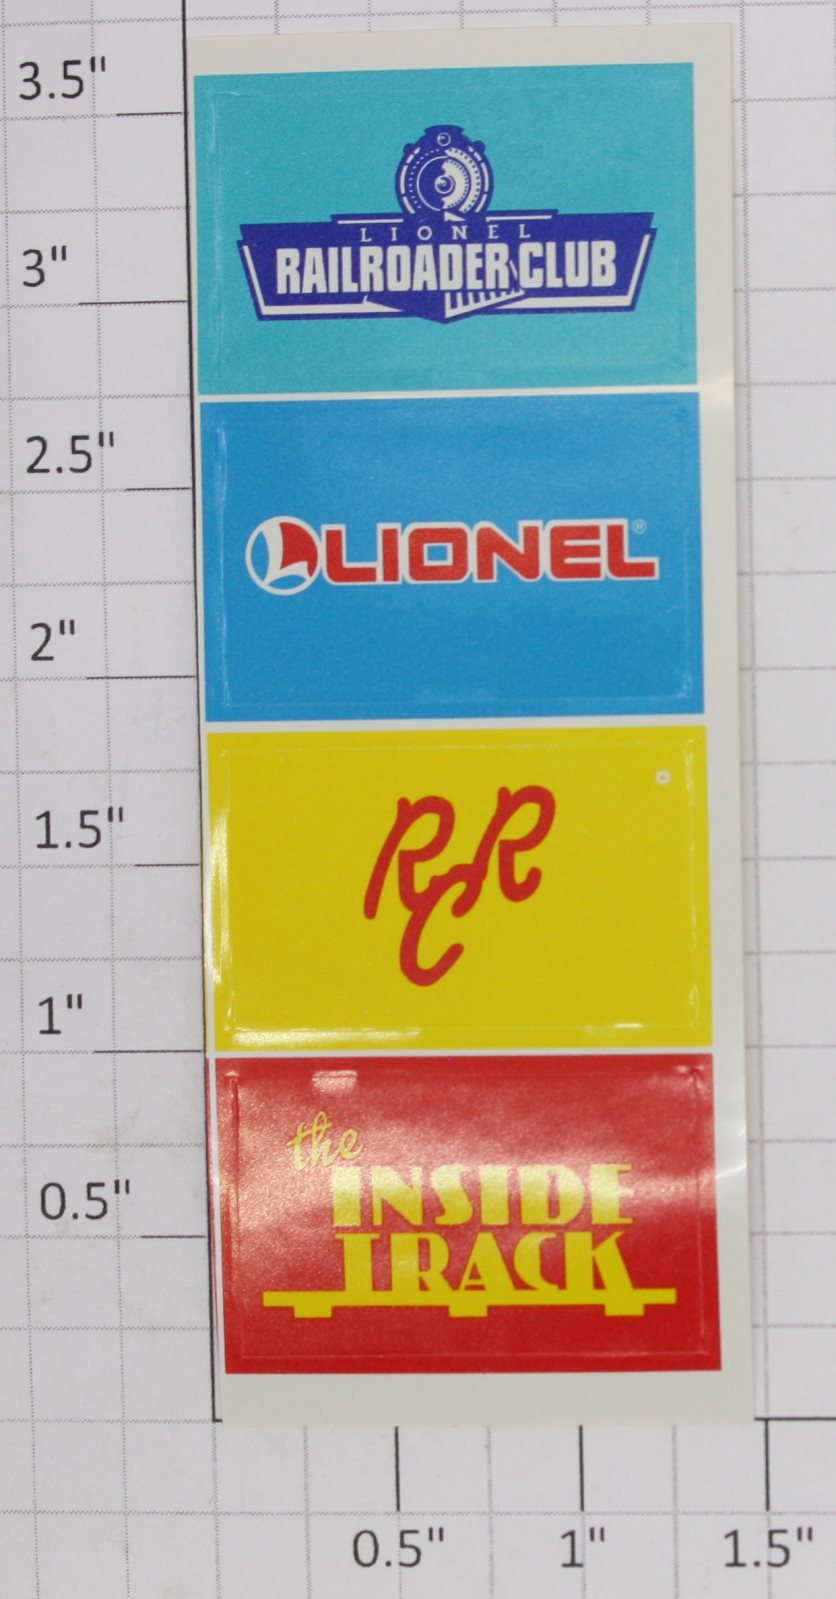 3.5"
LIONEL
RAILROADER CLUB
3"
2.5"
LIONEL®
2"
1.5"
RCR
1"
the
INSIDE
TRACK
0.5"
0.5" 1" 1.5"